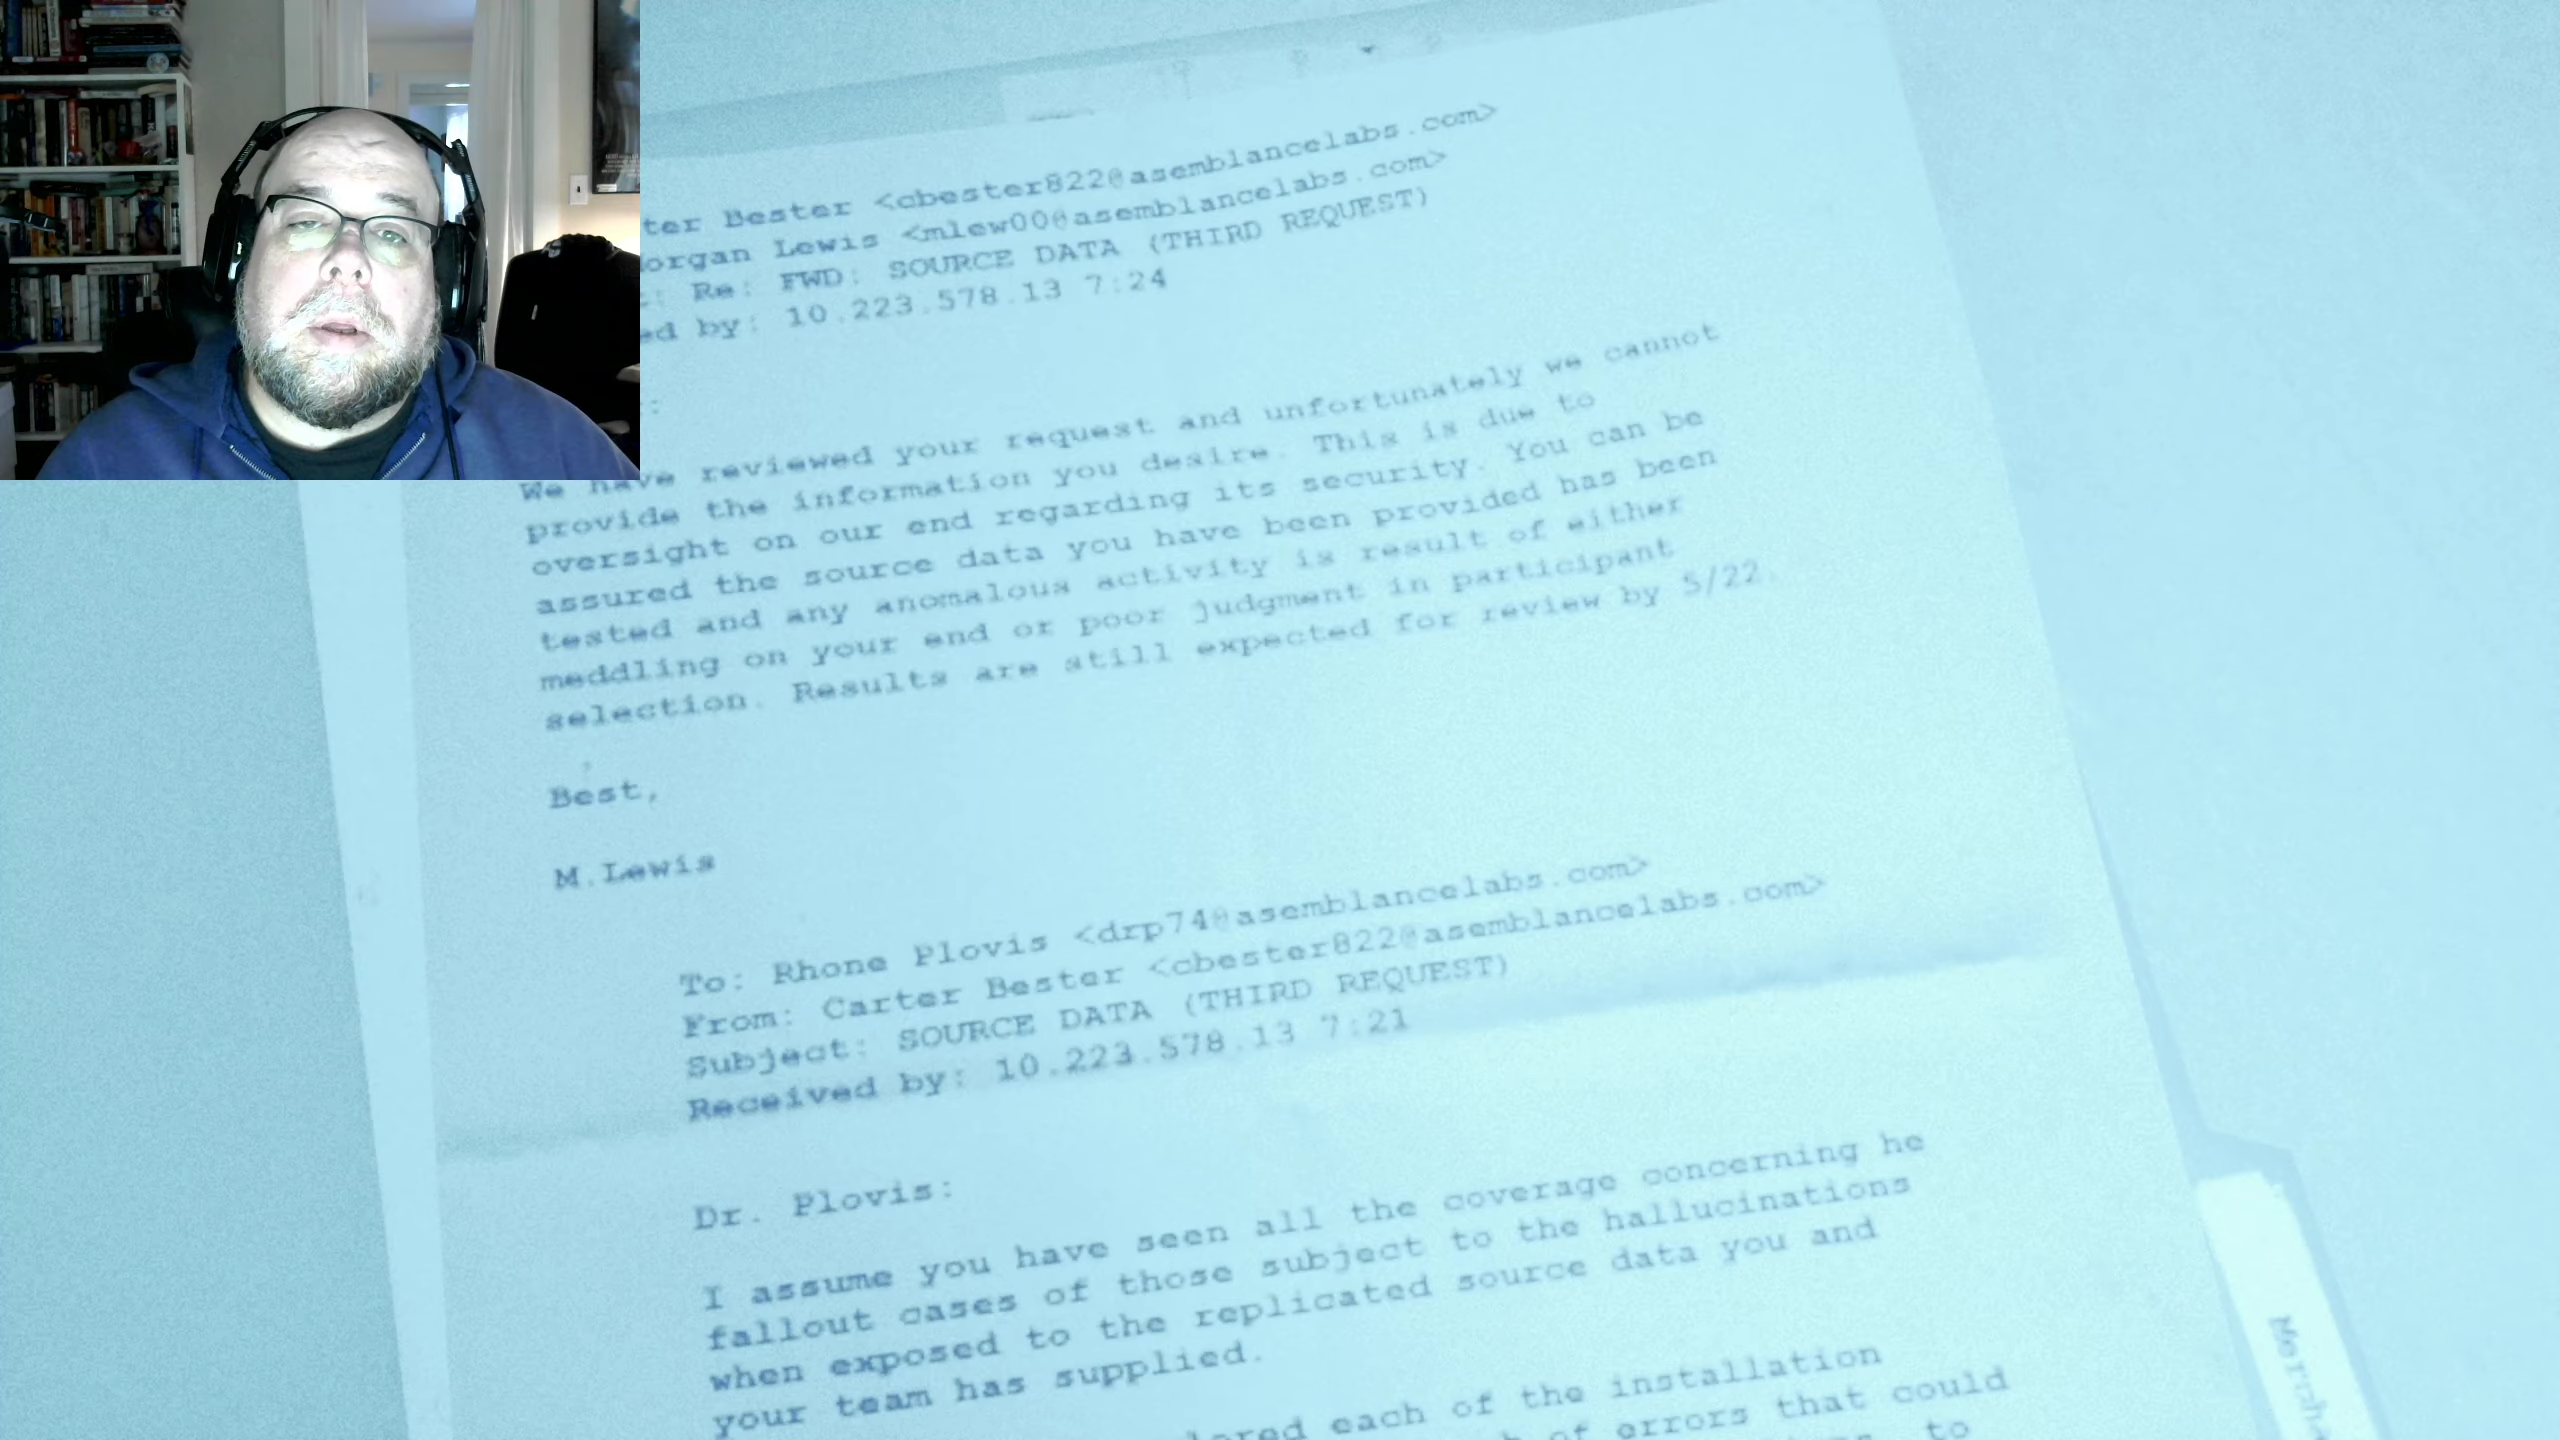 ter Bester <cbester822@asemblancelabs.com>
organ Lewis <mlew00@asemblancelabs.com>
: Re: FWD: SOURCE DATA (THIRD REQUEST)
ed by: 10.223.578.13 7:24
:
We have reviewed your request and unfortunately we cannot
provide the information you desire. This is due to
oversight on our end regarding its security. You can be
assured the source data you have been provided has been
tested and any anomalous activity is result of either
meddling on your end or poor judgment in participant
selection. Results are still expected for review by 5/22.
Best,
M.Lewis
To: Rhone Plovis <drp74@asemblancelabs.com>
From: Carter Bester <cbester822@asemblancelabs.com>
Subject: SOURCE DATA (THIRD REQUEST)
Received by: 10.223.578.13 7:21
Dr. Plovis:
I assume you have seen all the coverage concerning he
fallout cases of those subject to the hallucinations
when exposed to the replicated source data you and
your team has supplied.
each of the installation
of errors that could
to